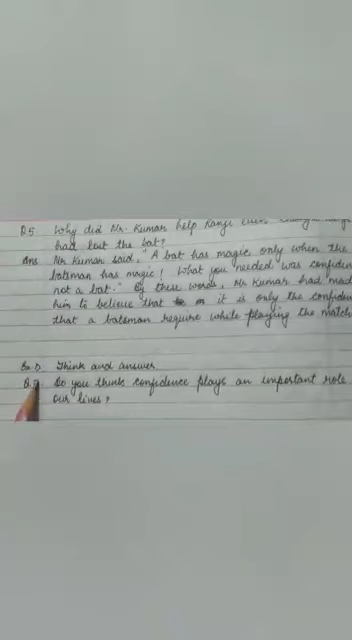 Q5. Why did Mr. Kumar help Ranji
had lent the bat?
Ans Mr Kumar said, "A bat has magic only when the
batsman has magic! What you needed was confiden
not a bat." By these words, Mr Kumar had mad
him to believe that it is only the confiden
that a batsman require while playing the match
Ex. D. Think and answer
Q. Do you think confidence plays an important role
our lives?